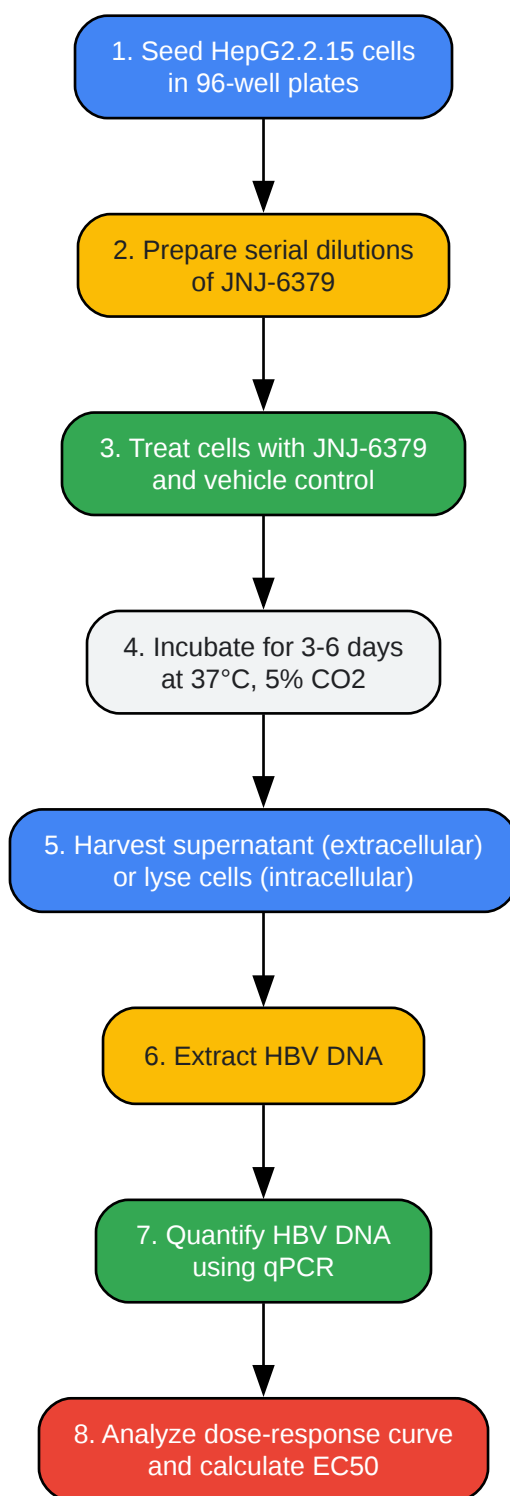 1. Seed HepG2.2.15 cells
in 96-well plates
2. Prepare serial dilutions
of JNJ-6379
3. Treat cells with JNJ-6379
and vehicle control
4. Incubate for 3-6 days
at 37°C, 5% CO2
5. Harvest supernatant (extracellular)
or lyse cells (intracellular)
6. Extract HBV DNA
7. Quantify HBV DNA
using qPCR
8. Analyze dose-response curve
and calculate EC50